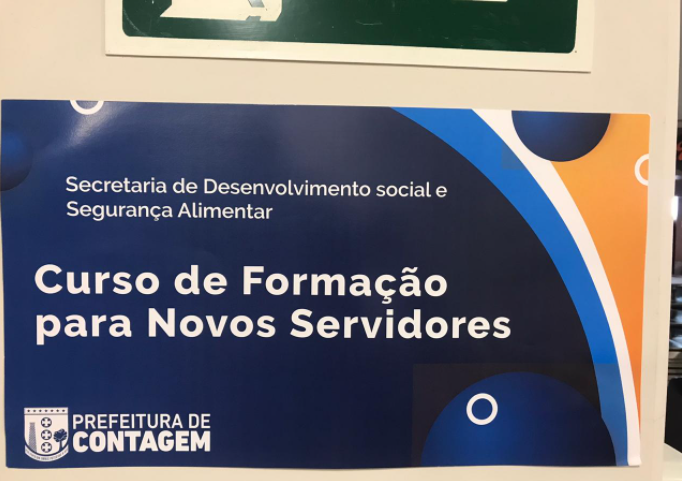 Secretaria de Desenvolvimento social e
Segurança Alimentar
Curso de Formação
para Novos Servidores
PREFEITURA DE
CONTAGEM